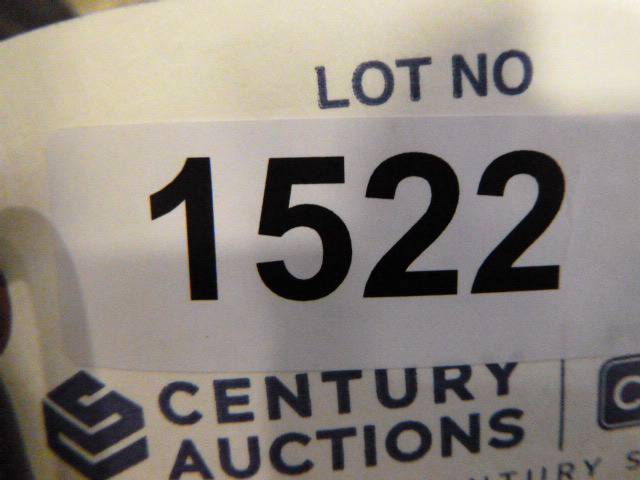 LOT NO
1522
CENTURY
AUCTIONS